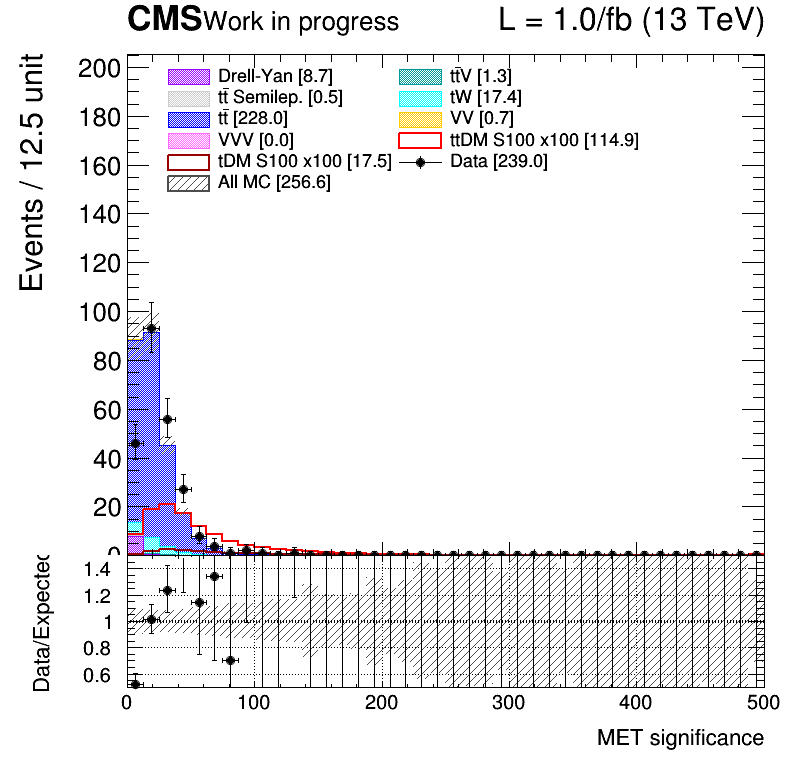 CMS Work in progress L = 1.0/fb (13 TeV)
Events / 12.5 unit
200
180
160
140
120
100
80
60
40
20
0
Drell-Yan [8.7] tt̄V [1.3]
tt̄ Semilep. [0.5] tW [17.4]
tt̄ [228.0] VV [0.7]
VVV [0.0] ttDM S100 x100 [114.9]
tDM S100 x100 [17.5] Data [239.0]
All MC [256.6]
Data/Expected
1.4
1.2
1
0.8
0.6
0 100 200 300 400 500
MET significance